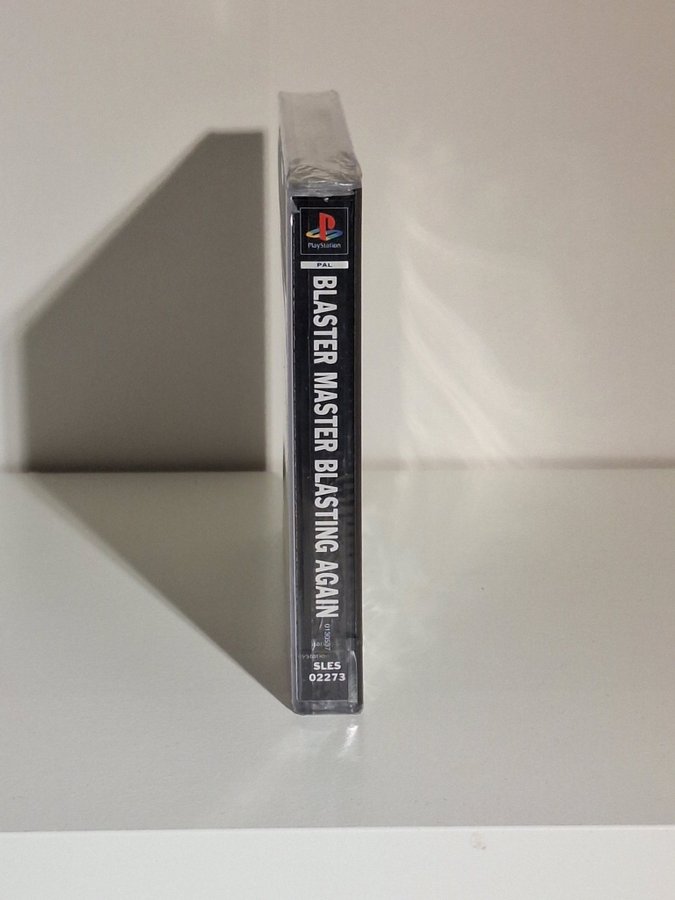 PlayStation
PAL
BLASTER MASTER BLASTING AGAIN
SLES
02273